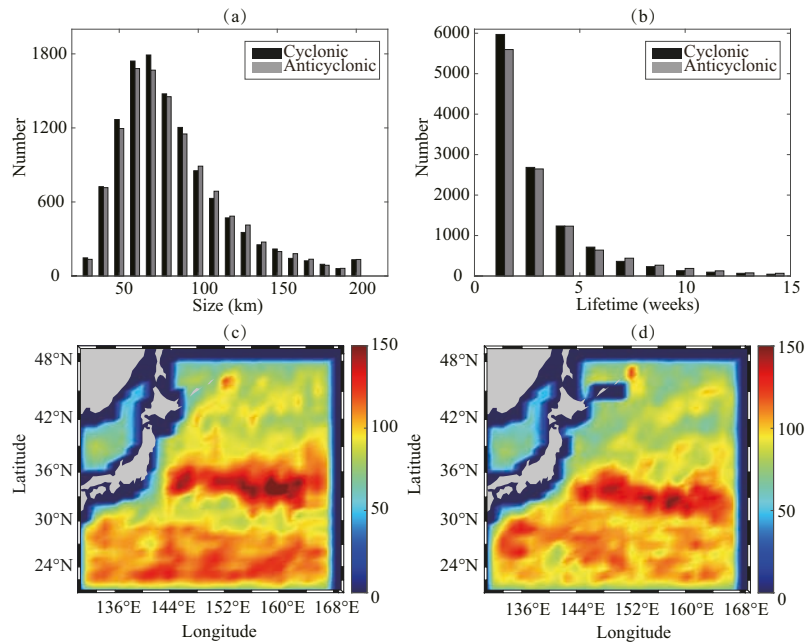 (a)
1800
1200
600
0
Number
50
100
150
200
Size (km)
Cyclonic
Anticyclonic
(b)
6000
5000
4000
3000
2000
1000
0
Number
0
5
10
15
Lifetime (weeks)
Cyclonic
Anticyclonic
(c)
48°N
42°N
36°N
30°N
24°N
Latitude
136°E
144°E
152°E
160°E
168°E
Longitude
150
100
50
0
(d)
48°N
42°N
36°N
30°N
24°N
Latitude
136°E
144°E
152°E
160°E
168°E
Longitude
150
100
50
0